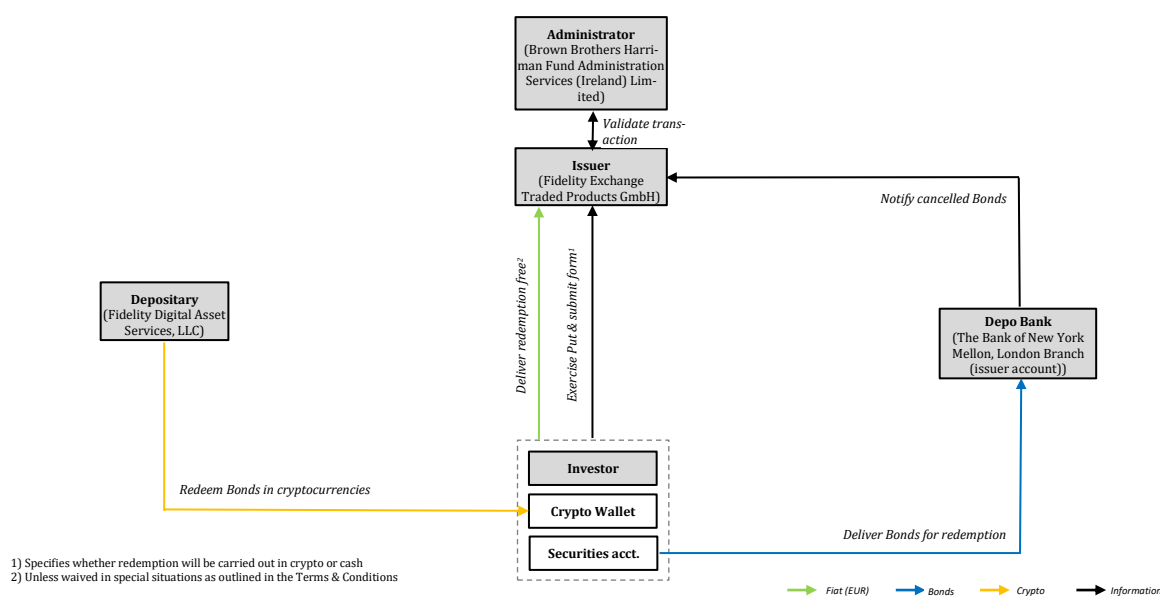 Administrator
(Brown Brothers Harri-
man Fund Administration
Services (Ireland) Lim-
ited)
Validate trans-
action
Issuer
(Fidelity Exchange
Traded Products GmbH)
Notify cancelled Bonds
Deliver redemption free²
Exercise Put & submit form¹
Depositary
(Fidelity Digital Asset
Services, LLC)
Depo Bank
(The Bank of New York
Mellon, London Branch
(issuer account))
Investor
Redeem Bonds in cryptocurrencies
Crypto Wallet
Deliver Bonds for redemption
Securities acct.
1) Specifies whether redemption will be carried out in crypto or cash
2) Unless waived in special situations as outlined in the Terms & Conditions
Fiat (EUR)
Bonds
Crypto
Information